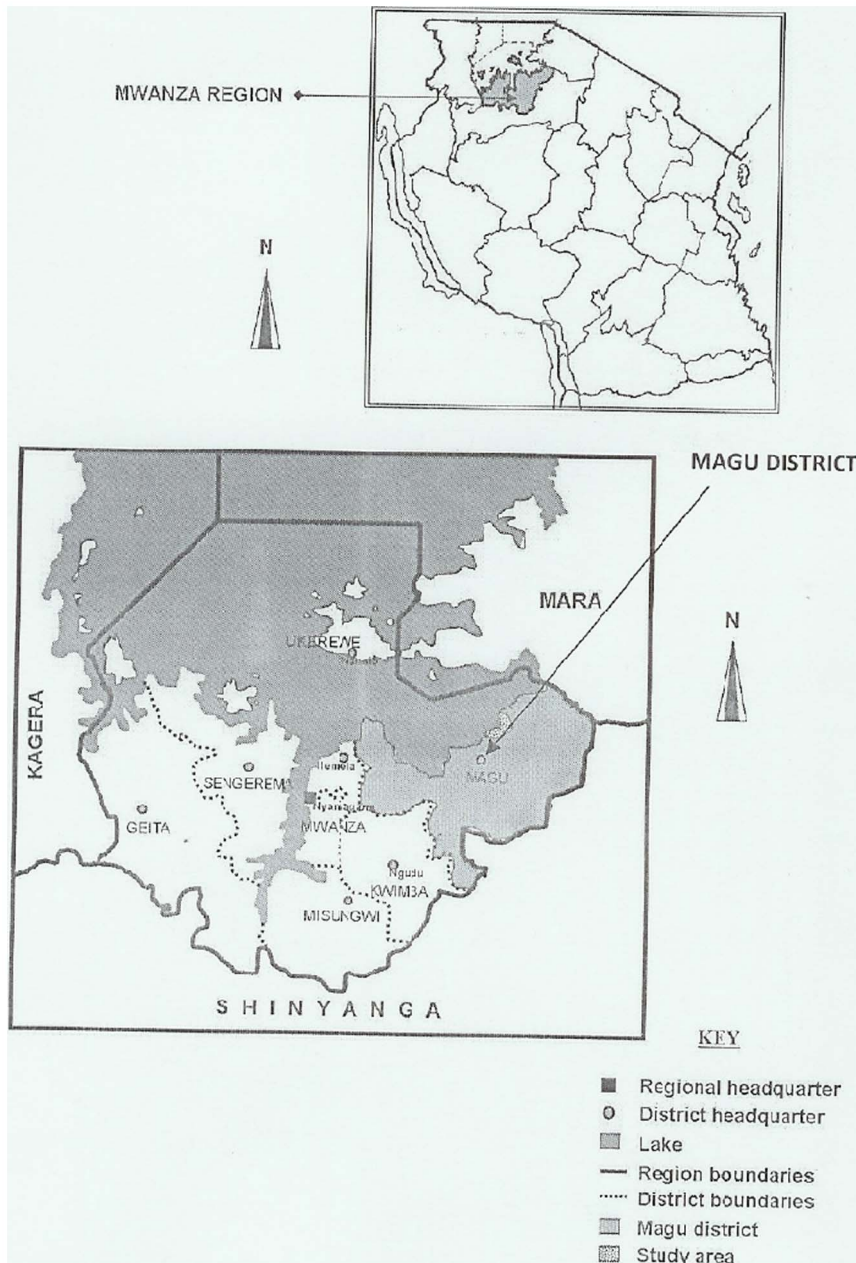 MWANZA REGION
N
MAGU DISTRICT
MARA
N
UKEREWE
KAGERA
SENGEREMA
Ilemela
MAGU
GEITA
MWANZA
Ngudu
KWIMBA
MISUNGWI
SHINYANGA
KEY
Regional headquarter
District headquarter
Lake
Region boundaries
District boundaries
Magu district
Study area